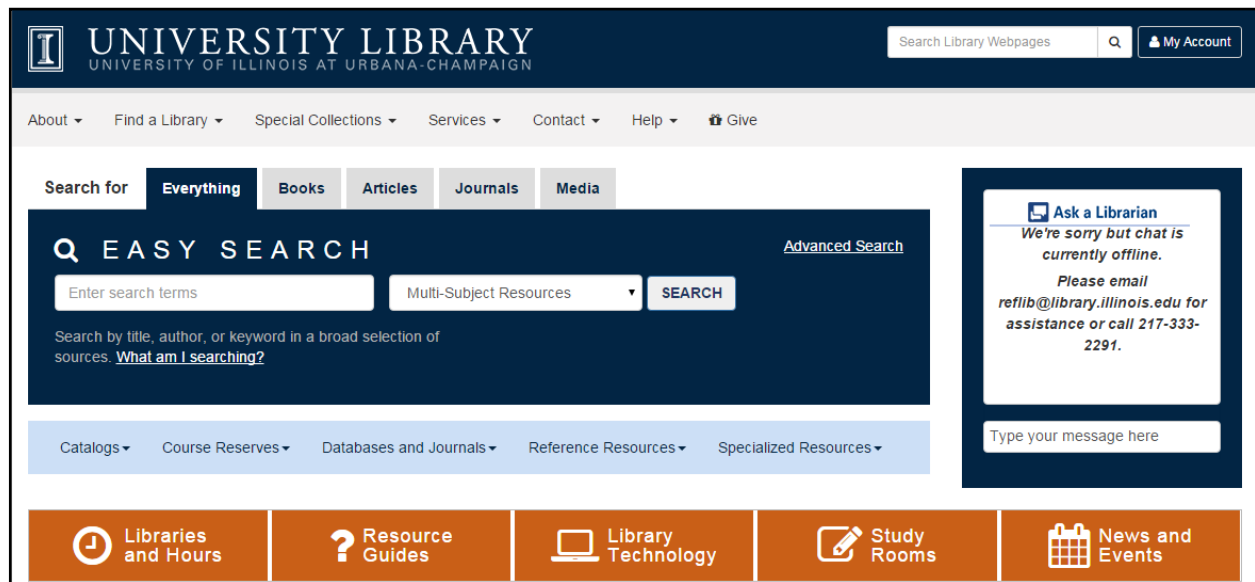 I UNIVERSITY LIBRARY
UNIVERSITY OF ILLINOIS AT URBANA-CHAMPAIGN
Search Library Webpages
My Account
About Find a Library Special Collections Services Contact Help Give
Search for Everything Books Articles Journals Media
EASY SEARCH
Advanced Search
Enter search terms Multi-Subject Resources SEARCH
Search by title, author, or keyword in a broad selection of
sources. What am I searching?
Ask a Librarian
We're sorry but chat is
currently offline.
Please email
reflib@library.illinois.edu for
assistance or call 217-333-
2291.
Type your message here
Catalogs Course Reserves Databases and Journals Reference Resources Specialized Resources
Libraries
and Hours
Resource
Guides
Library
Technology
Study
Rooms
News and
Events